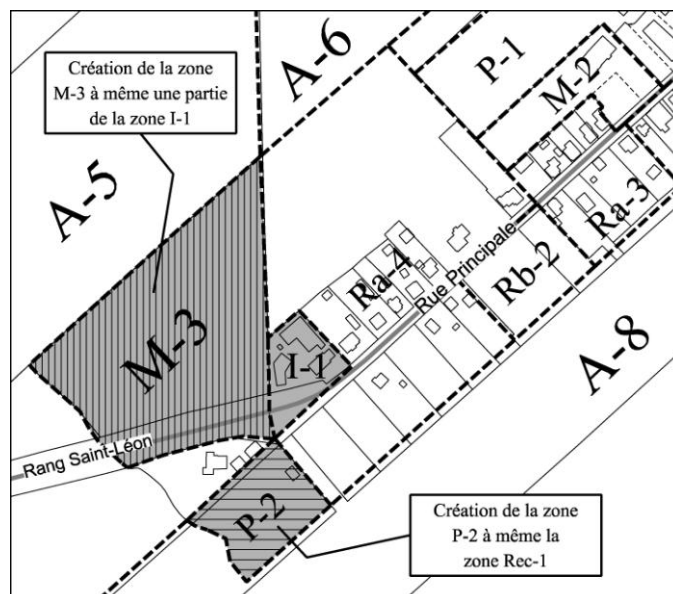 A-6
P-1
Création de la zone
M-3 à même une partie
de la zone I-1
M-2
A-5
Ra-3
Ra-4
Rue Principale
Rb-2
M-3
I-1
A-8
Rang Saint-Léon
P-2
Création de la zone
P-2 à même la
zone Rec-1